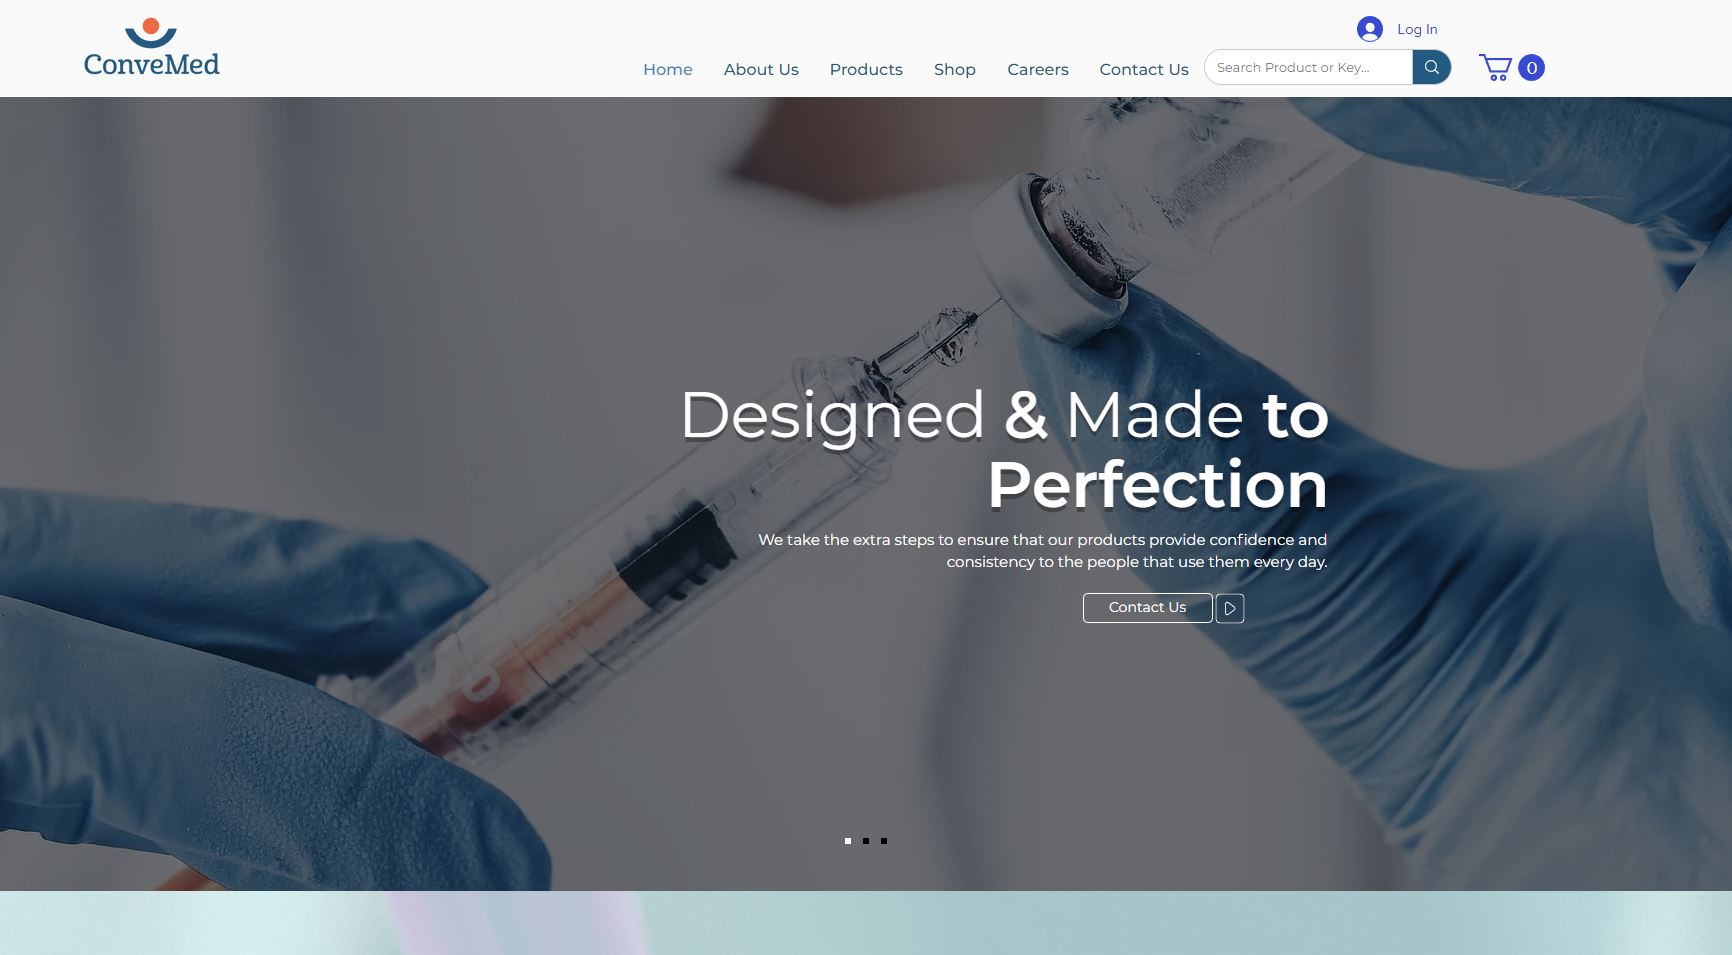 ConveMed
Log In
Home
About Us
Products
Shop
Careers
Contact Us
Search Product or Key...
0
Designed & Made to
Perfection
We take the extra steps to ensure that our products provide confidence and
consistency to the people that use them every day.
Contact Us